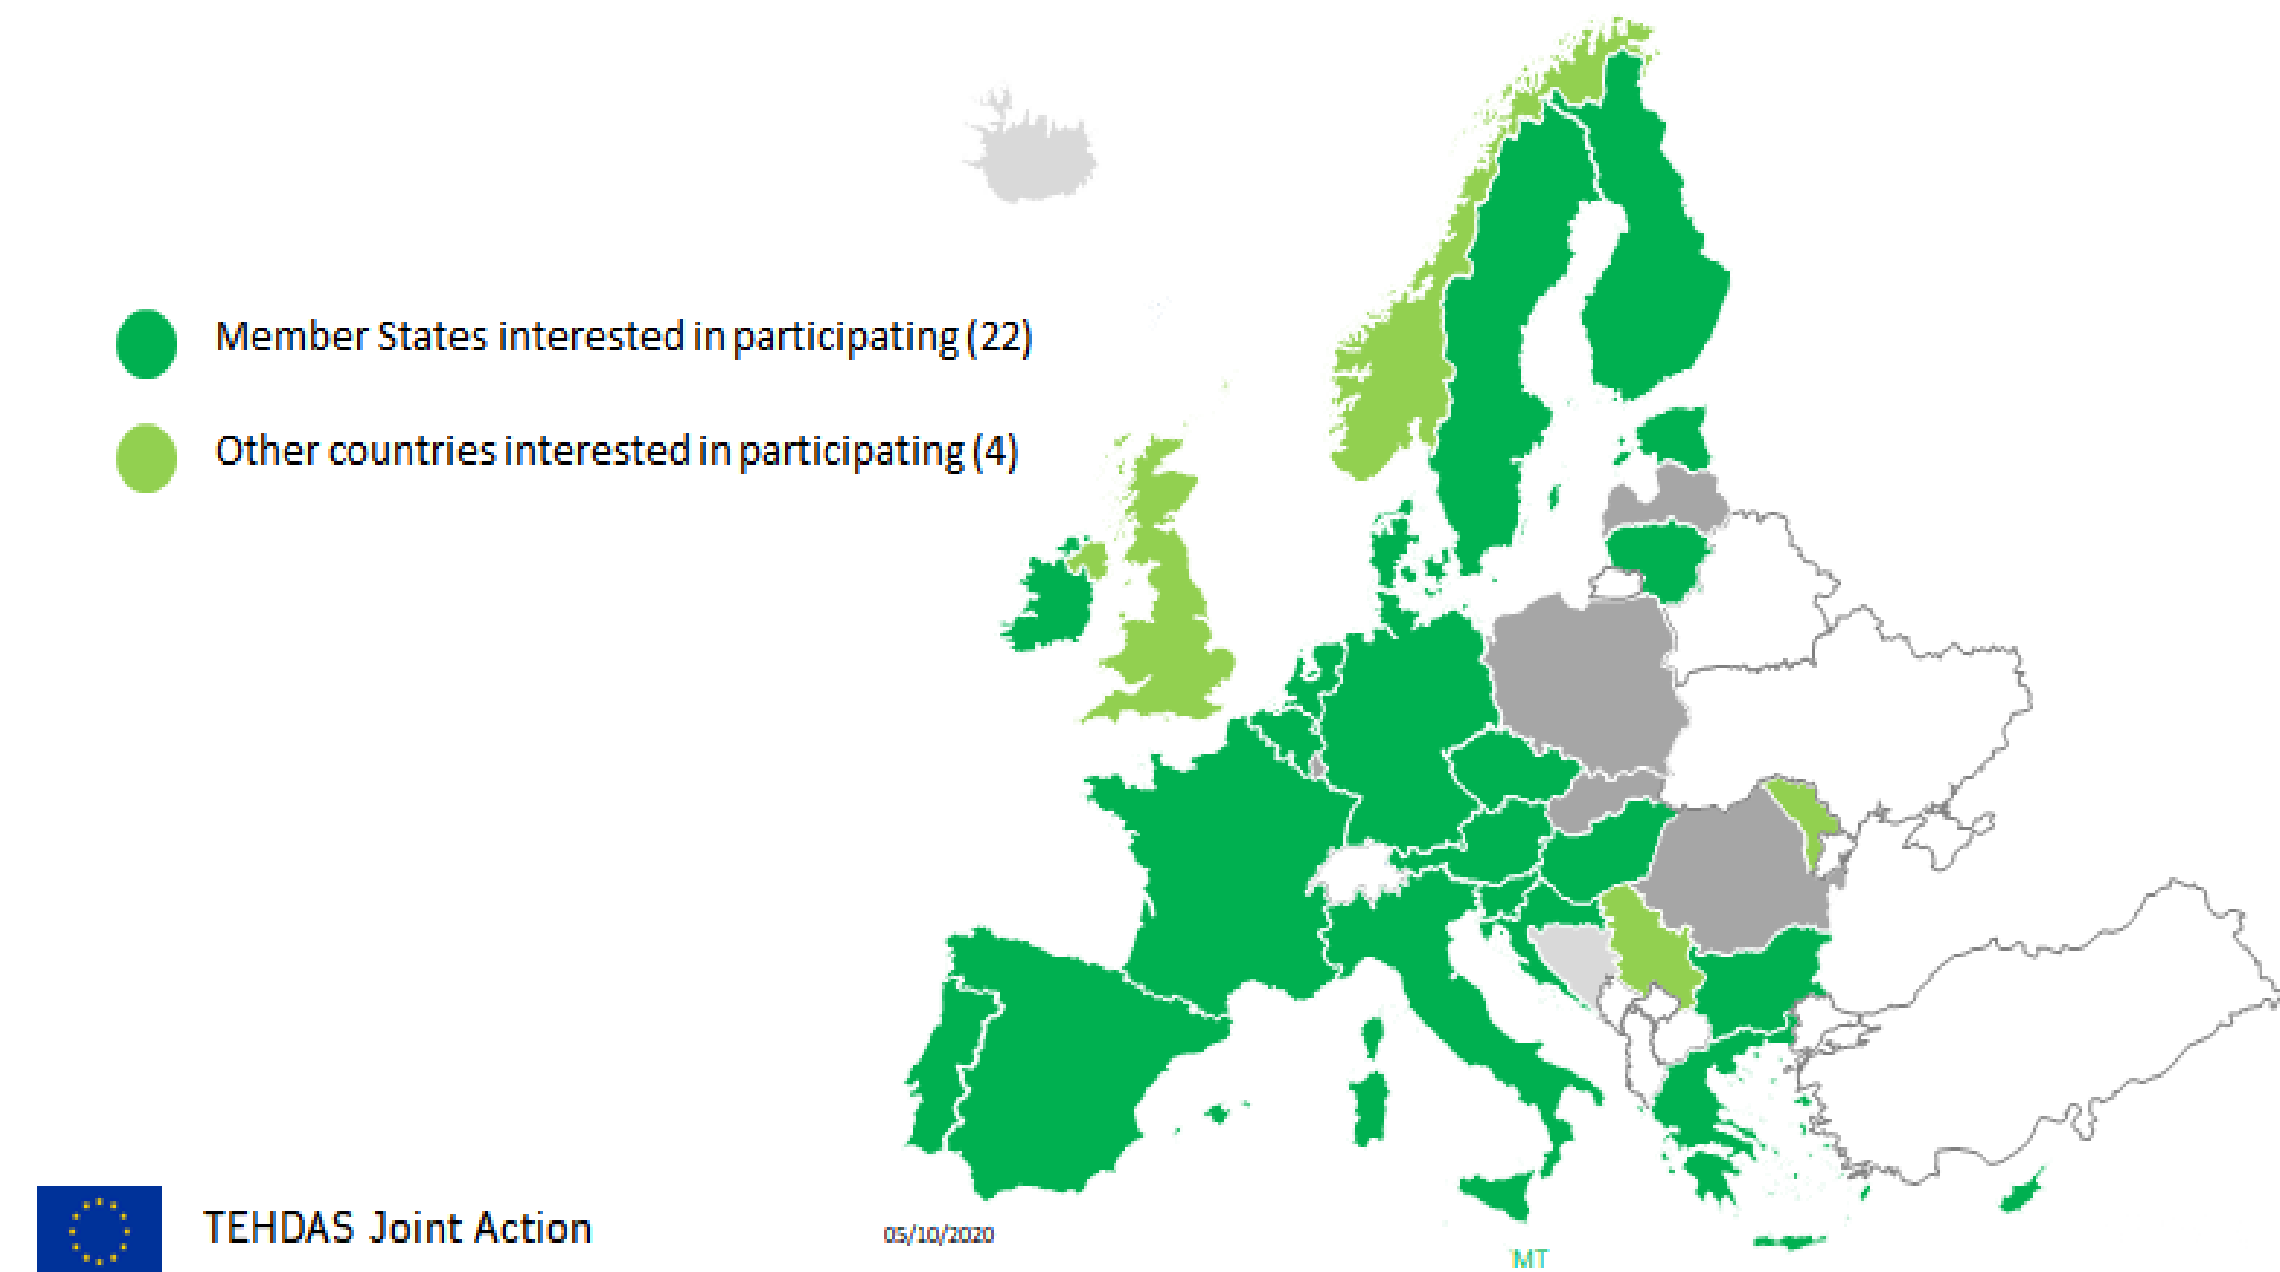 Member States interested in participating (22)
Other countries interested in participating (4)
TEHDAS Joint Action
05/10/2020
MT